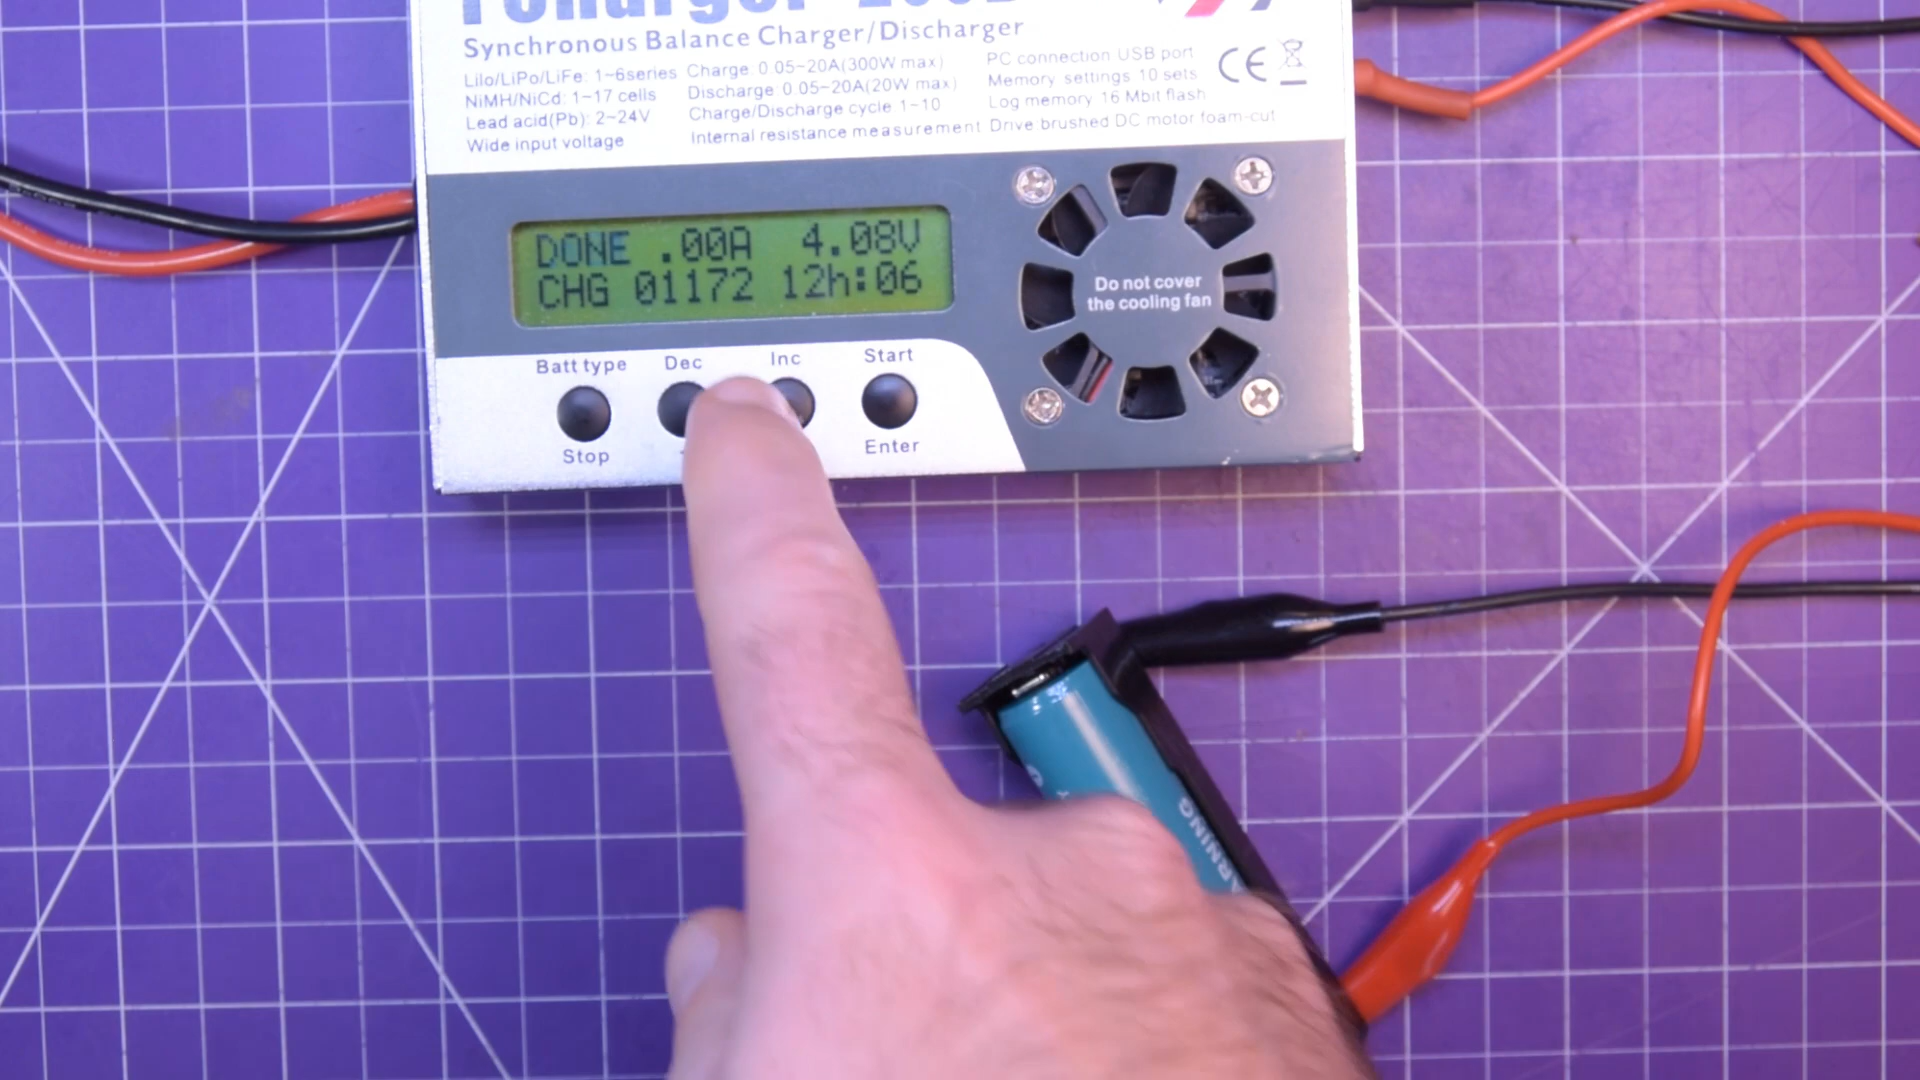 Synchronous Balance Charger/Discharger
LiIo/LiPo/LiFe: 1~6series
NiMH/NiCd: 1~17 cells
Lead acid(Pb): 2~24V
Wide input voltage
Charge: 0.05~20A(300W max)
Discharge: 0.05~20A(20W max)
Charge/Discharge cycle 1~10
Internal resistance measurement
PC connection USB port
Memory settings 10 sets
Log memory 16 Mbit flash
Drive brushed DC motor foam-cut
CE
DONE .00A 4.08V
CHG 01172 12h:06
Do not cover
the cooling fan
Batt type Dec Inc Start
Stop Enter
ARNING